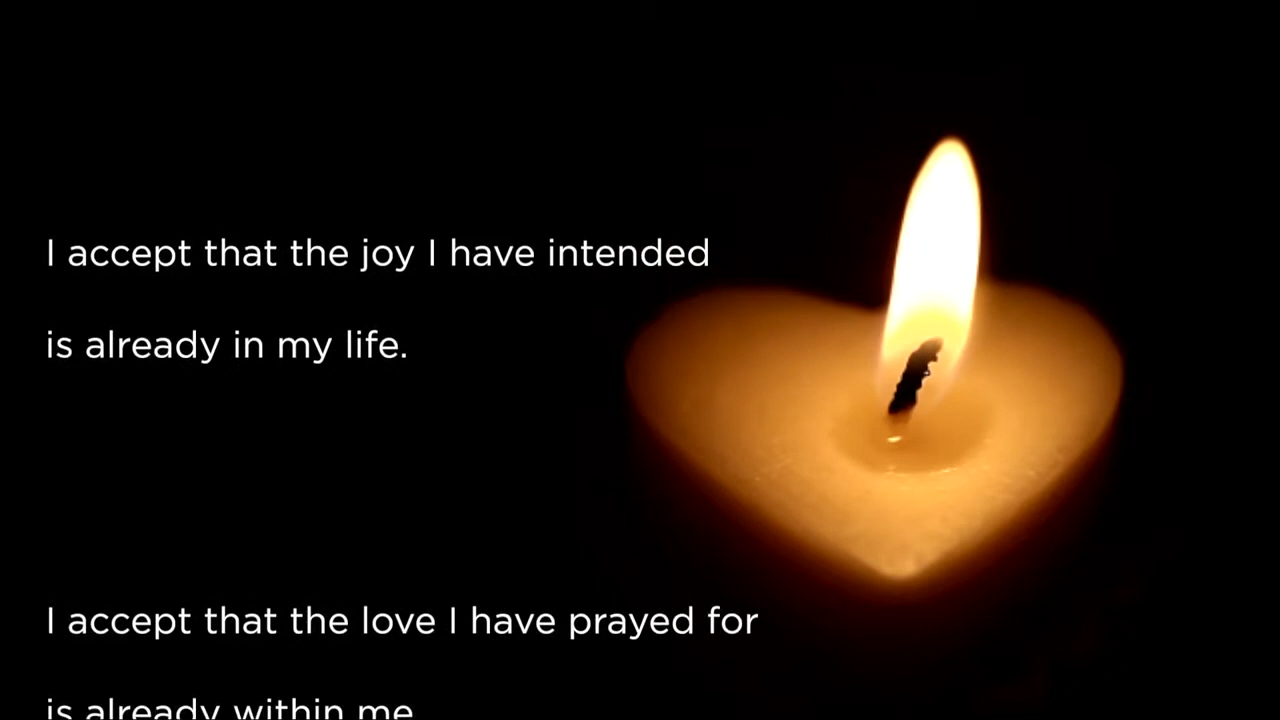 I accept that the joy I have intended
is already in my life.
I accept that the love I have prayed for
is already within me